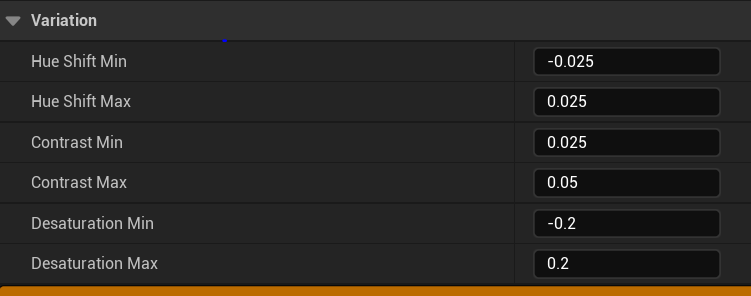 Variation
Hue Shift Min -0.025
Hue Shift Max 0.025
Contrast Min 0.025
Contrast Max 0.05
Desaturation Min -0.2
Desaturation Max 0.2